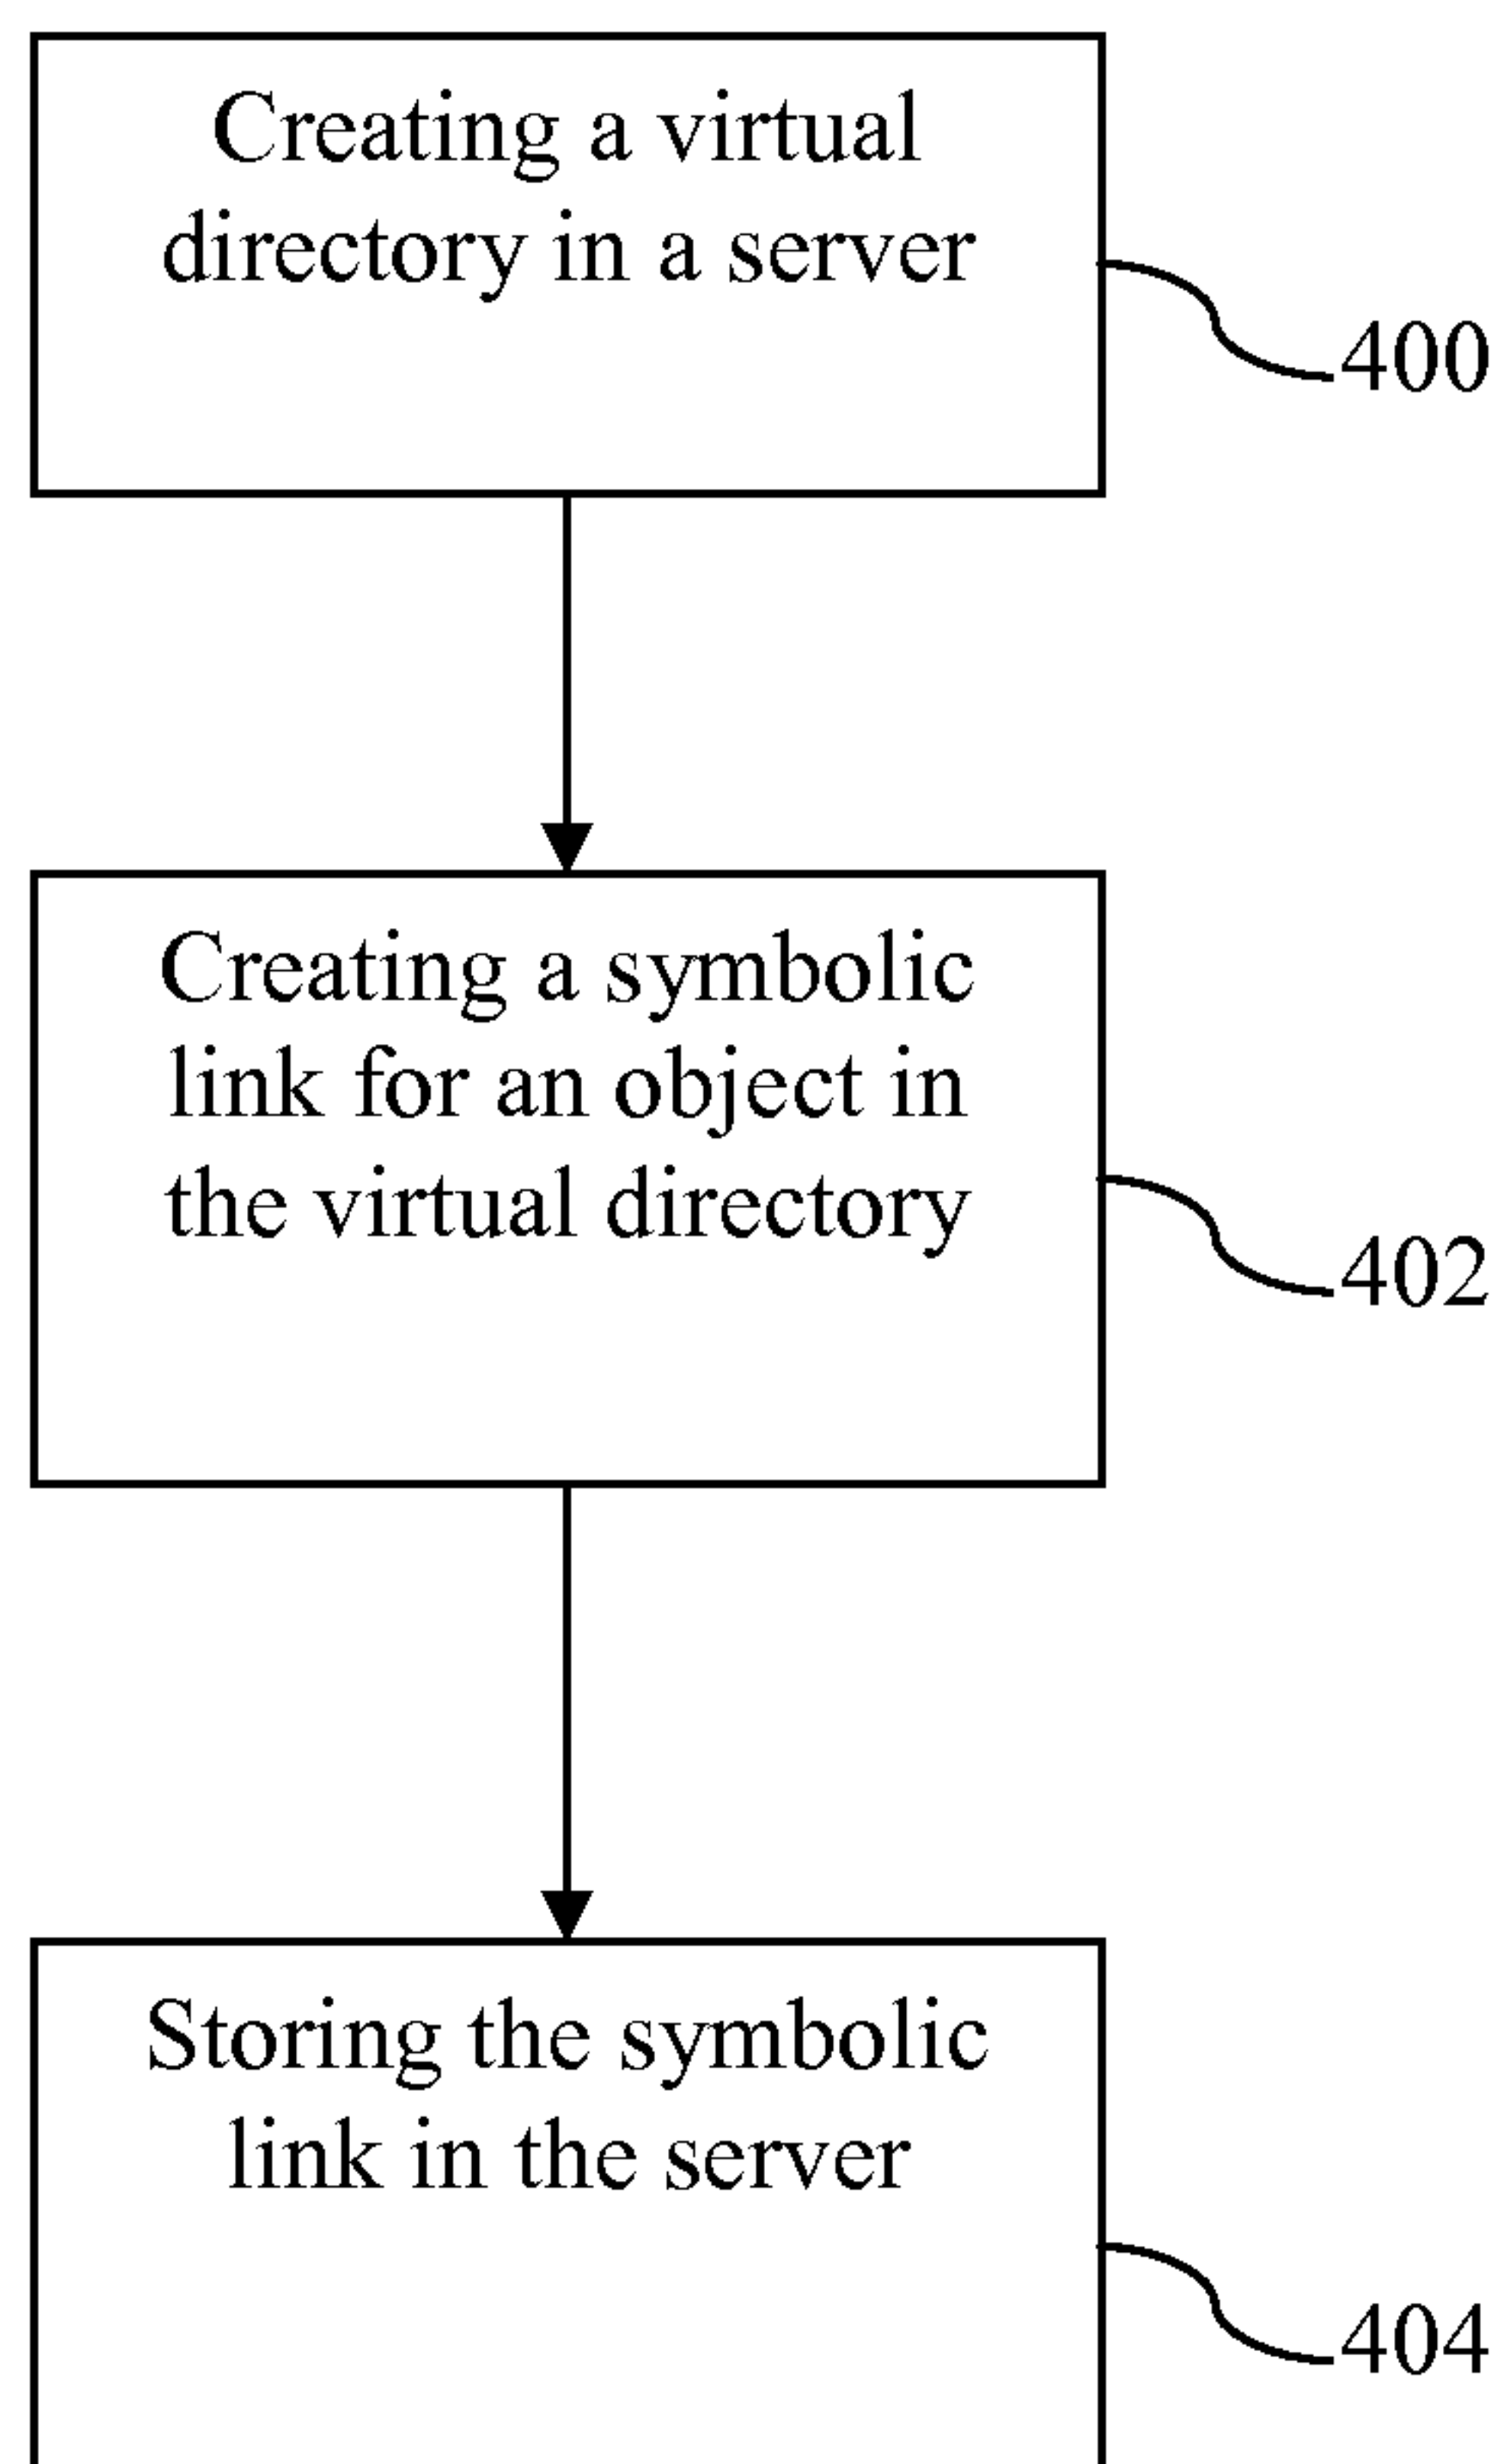 Creating a virtual
directory in a server
400
Creating a symbolic
link for an object in
the virtual directory
402
Storing the symbolic
link in the server
404